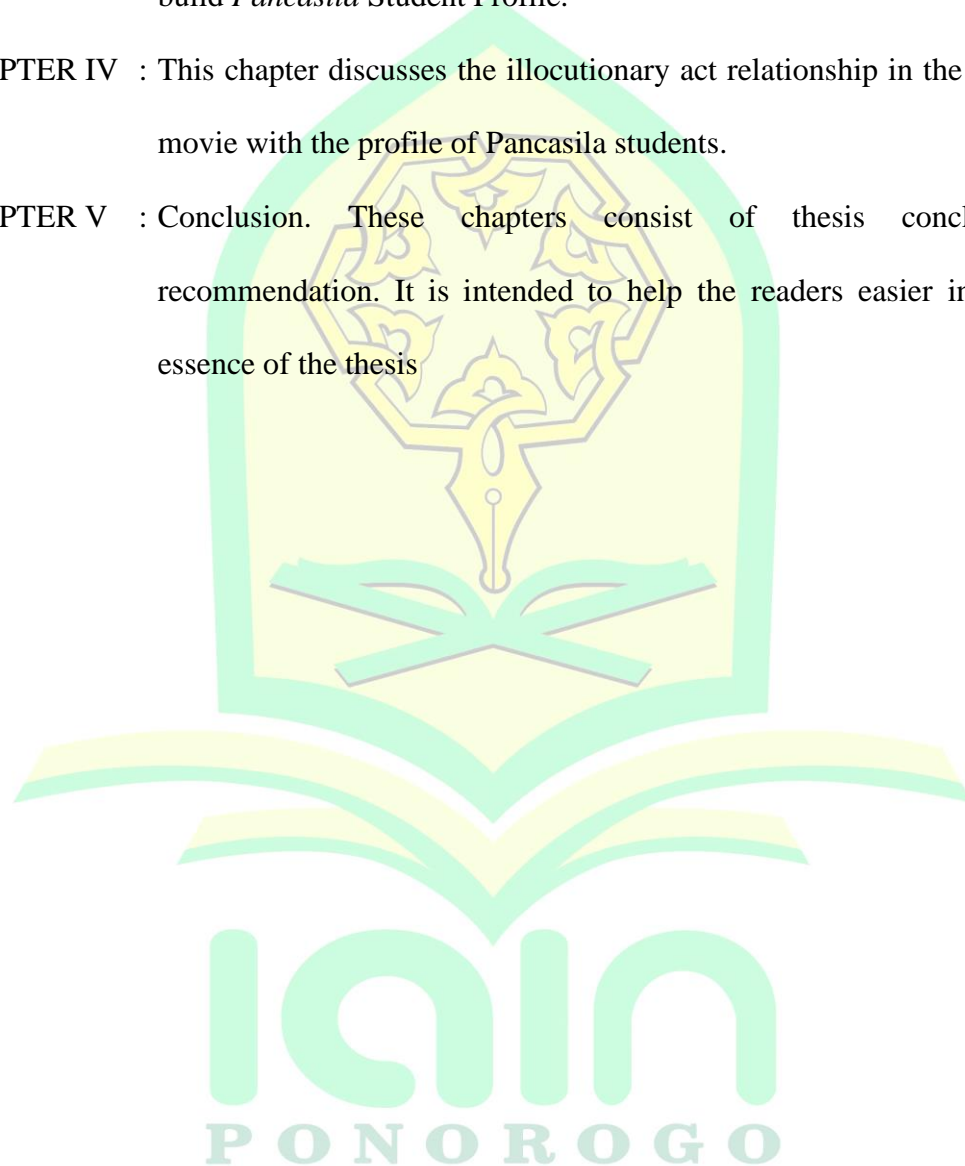 build Pancasila Student Profile.
PTER IV : This chapter discusses the illocutionary act relationship in the
movie with the profile of Pancasila students.
PTER V : Conclusion. These chapters consist of thesis concl
recommendation. It is intended to help the readers easier in
essence of the thesis
iain
PONOROGO